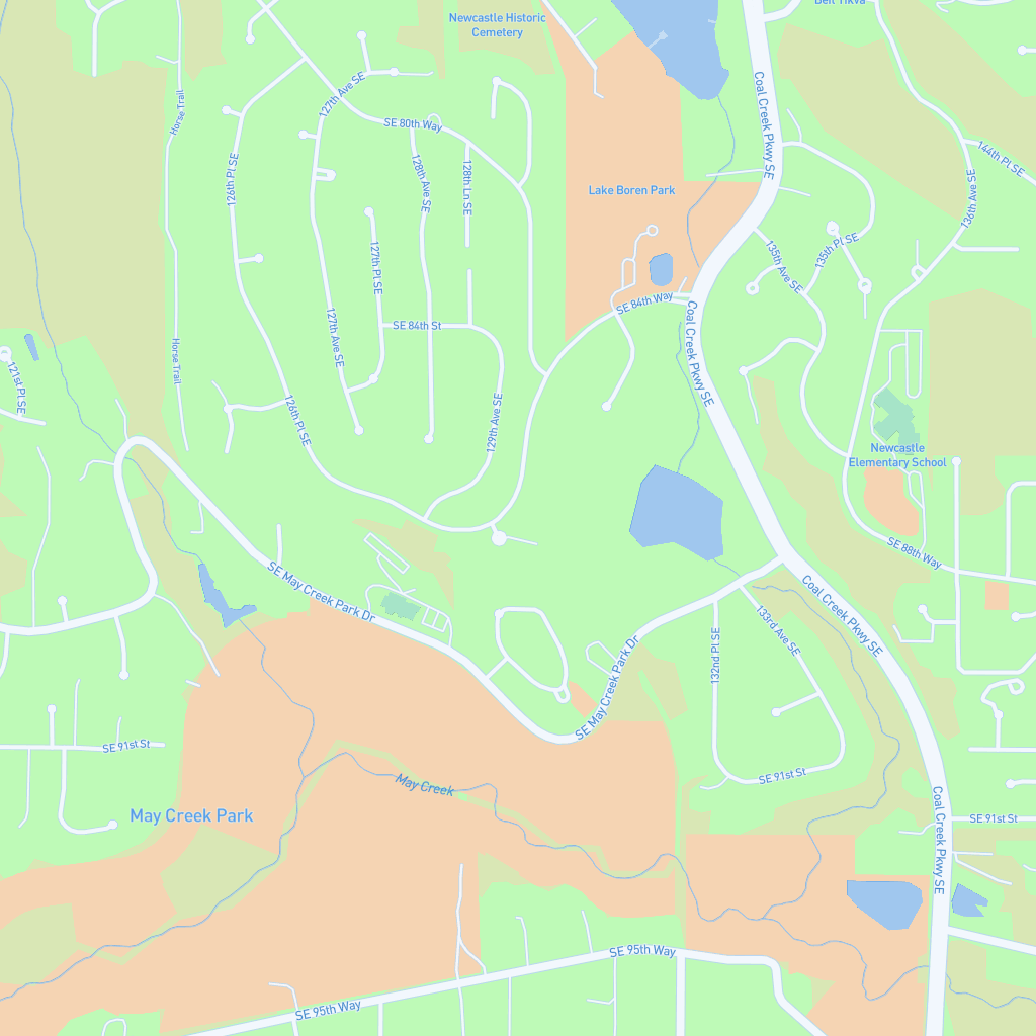 Beit Tikva
Newcastle Historic
Cemetery
127th Ave SE
Coal Creek Pkwy SE
Horse Trail
SE 80th Way
144th Pl SE
126th Pl SE
128th Ave SE
128th Ln SE
Lake Boren Park
136th Ave SE
127th Pl SE
135th Ave SE
135th Pl SE
SE 84th Way
127th Ave SE
SE 84th St
Horse Trail
Coal Creek Pkwy SE
121st Pl SE
126th Pl SE
129th Ave SE
Newcastle
Elementary School
SE 88th Way
SE May Creek Park Dr
Coal Creek Pkwy SE
132nd Pl SE
133rd Ave SE
SE May Creek Park Dr
SE 91st St
SE 91st St
May Creek
May Creek Park
Coal Creek Pkwy SE
SE 91st St
SE 95th Way
SE 95th Way